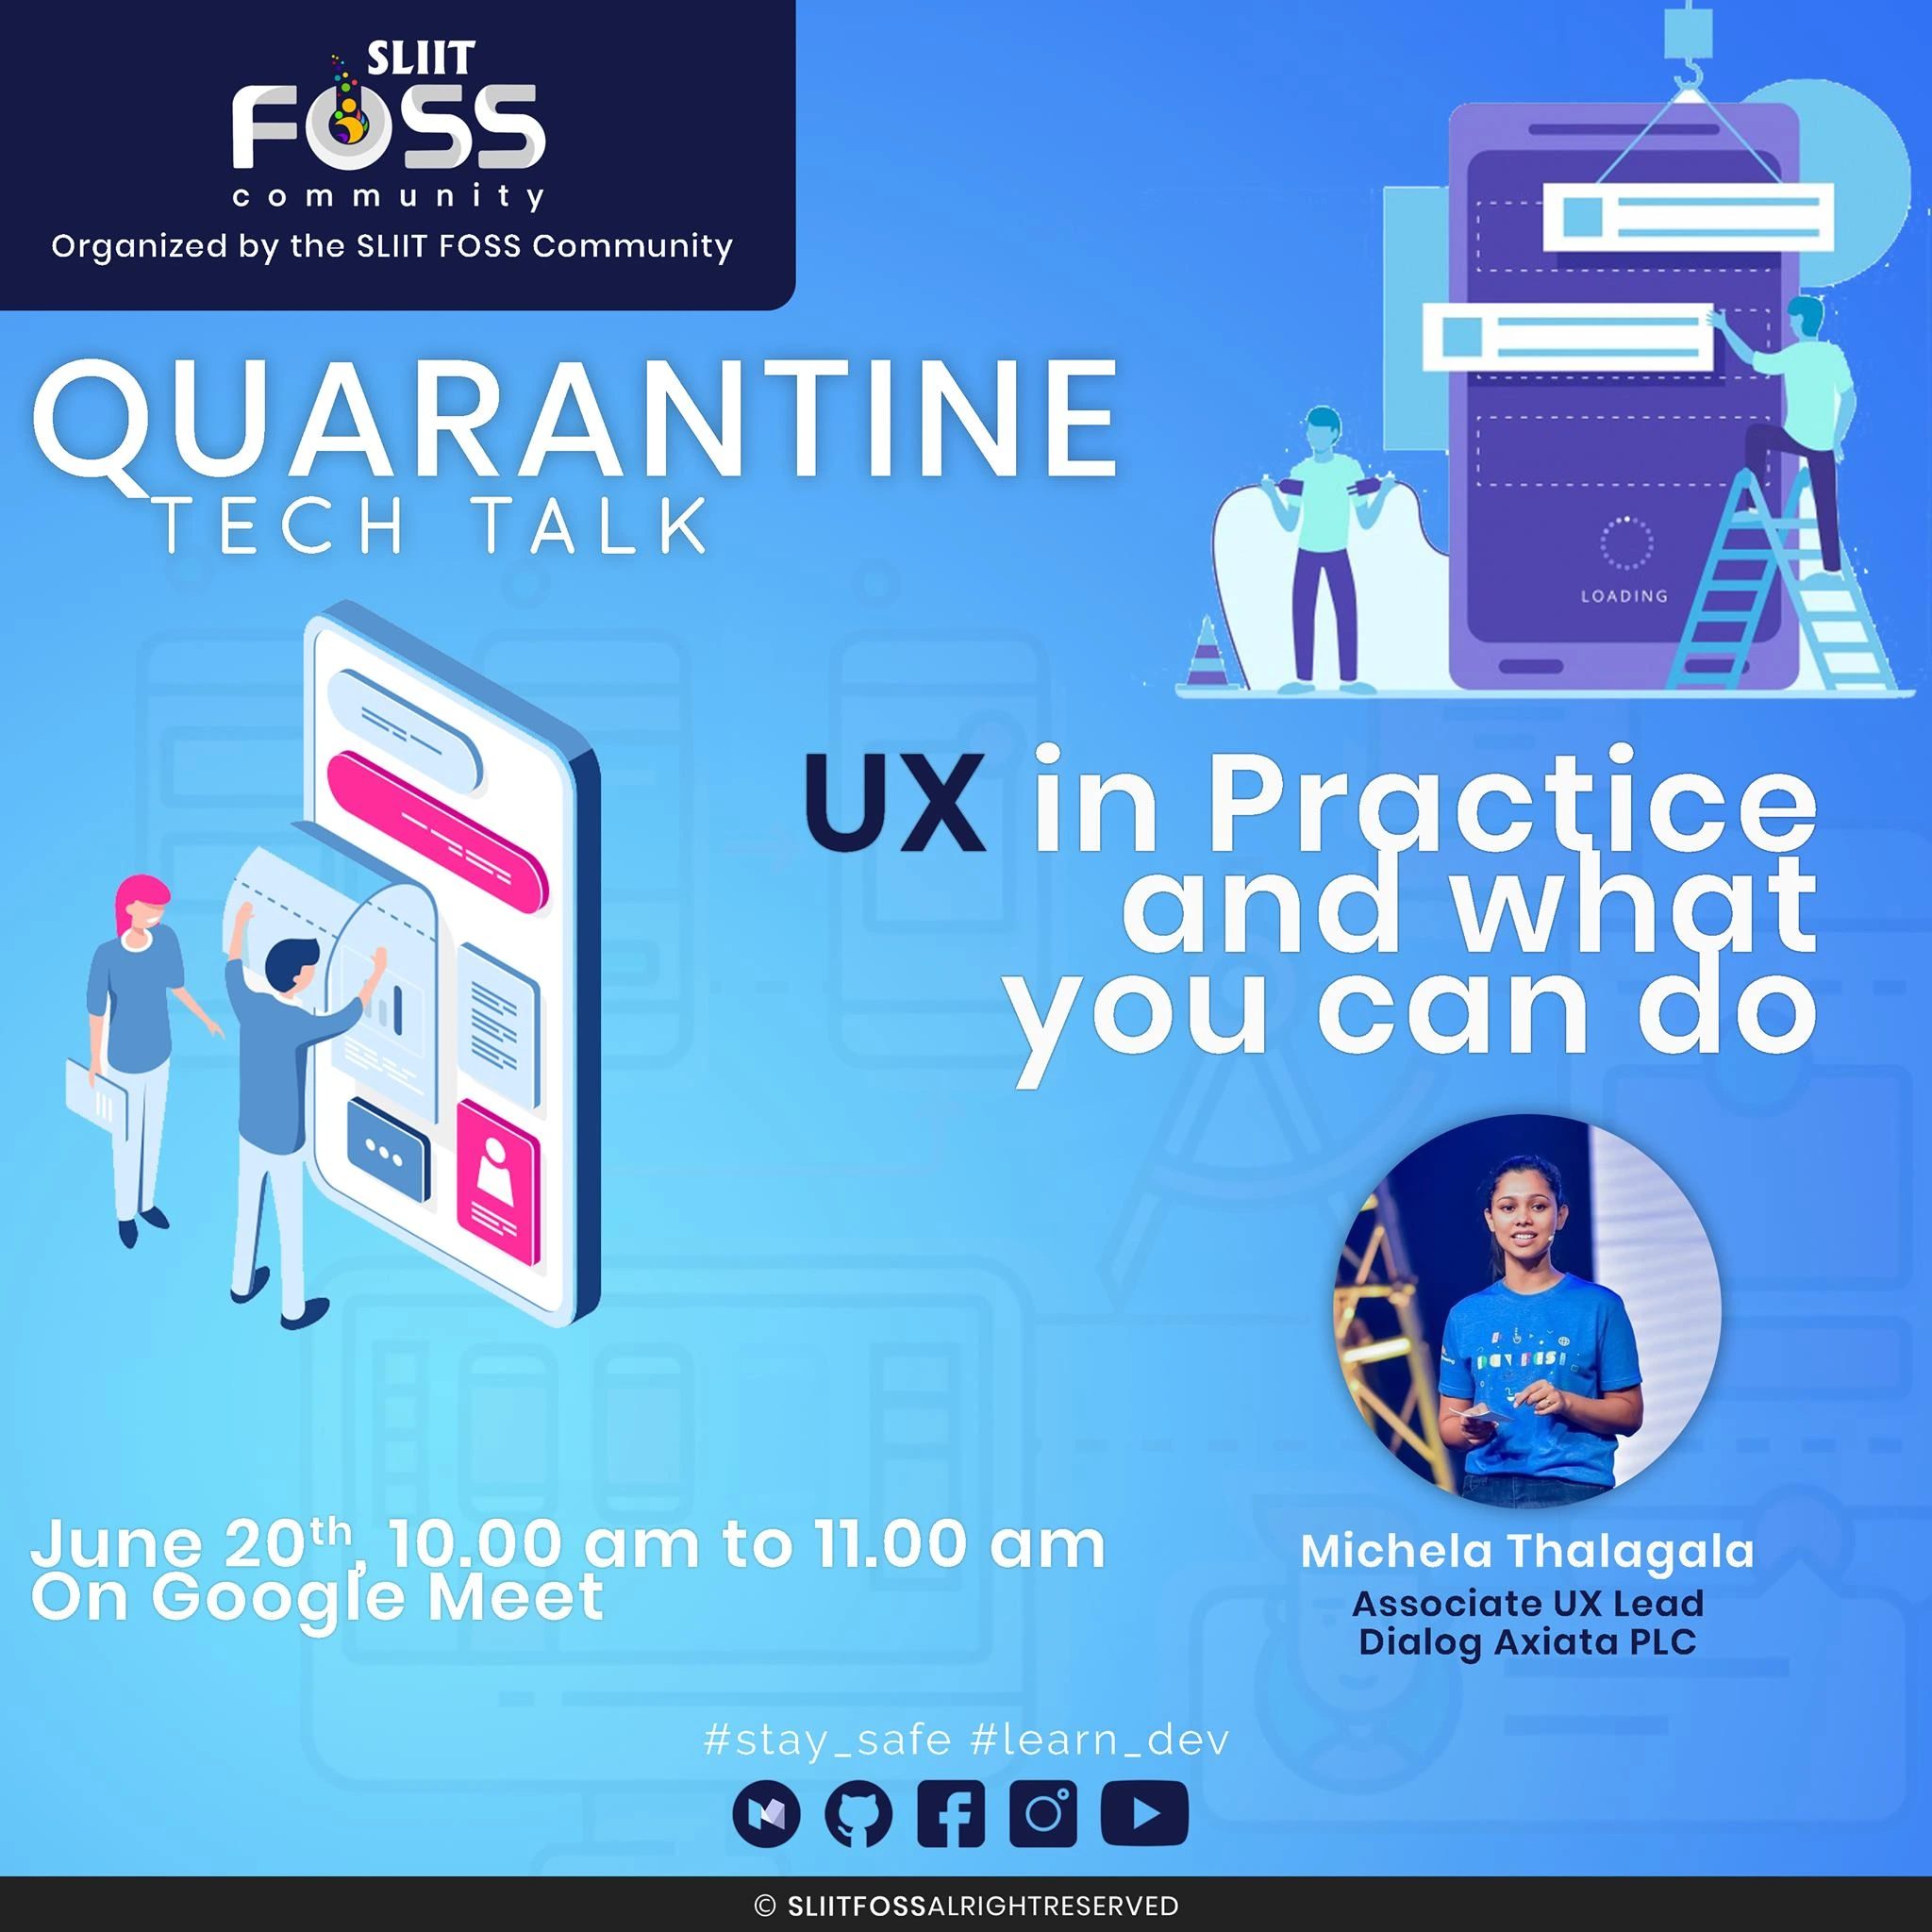 SLIIT
FOSS
community
Organized by the SLIIT FOSS Community
QUARANTINE
TECH TALK
LOADING
UX in Practice
and what
you can do
June 20th, 10.00 am to 11.00 am
On Google Meet
Michela Thalagala
Associate UX Lead
Dialog Axiata PLC
#stay_safe #learn_dev
© SLIITFOSSALRIGHTRESERVED